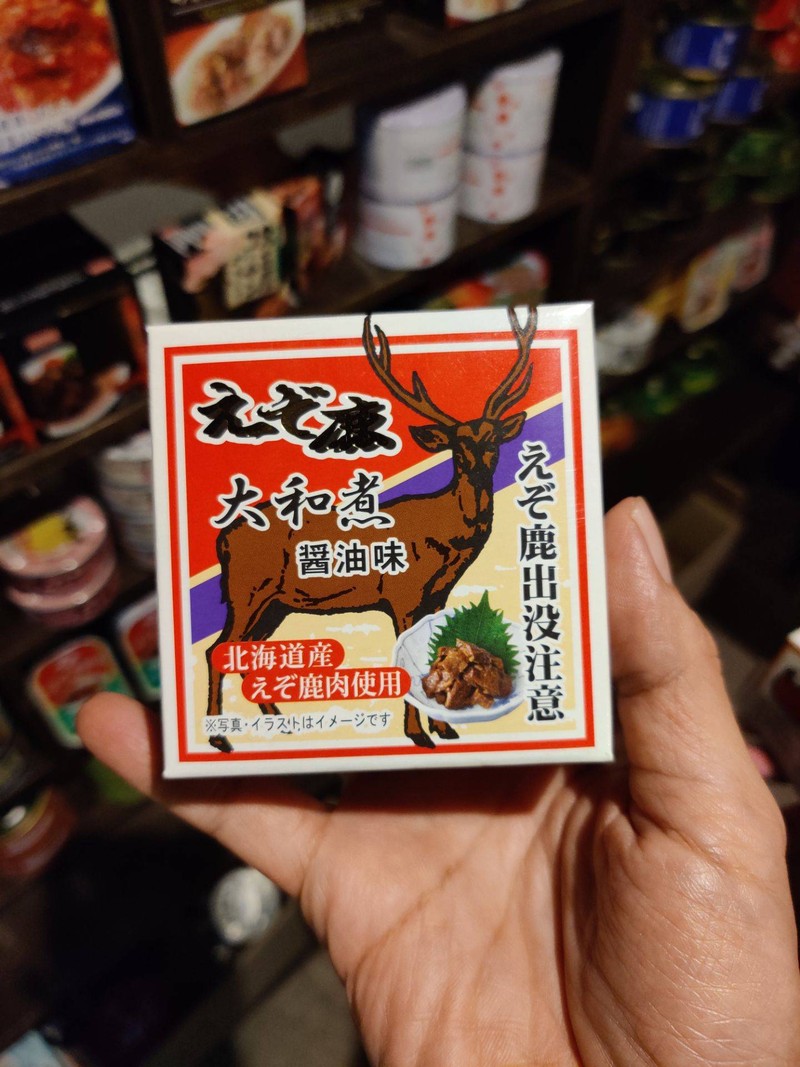 えぞ鹿
大和煮
醤油味
えぞ鹿出没注意
北海道産
えぞ鹿肉使用
※写真・イラストはイメージです